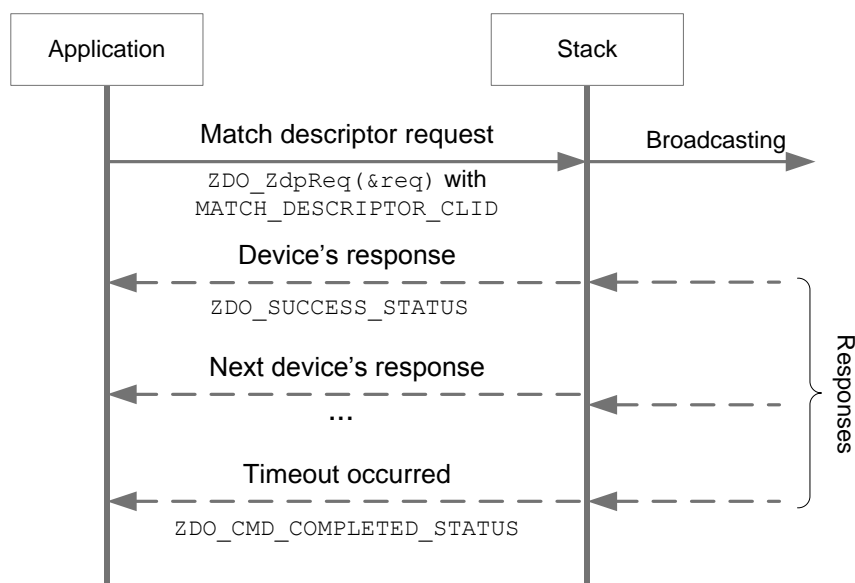 Application
Stack
Match descriptor request
Broadcasting
ZDO_ZdpReq(&req) with
MATCH_DESCRIPTOR_CLID
Device’s response
ZDO_SUCCESS_STATUS
Next device’s response
...
Responses
Timeout occurred
ZDO_CMD_COMPLETED_STATUS